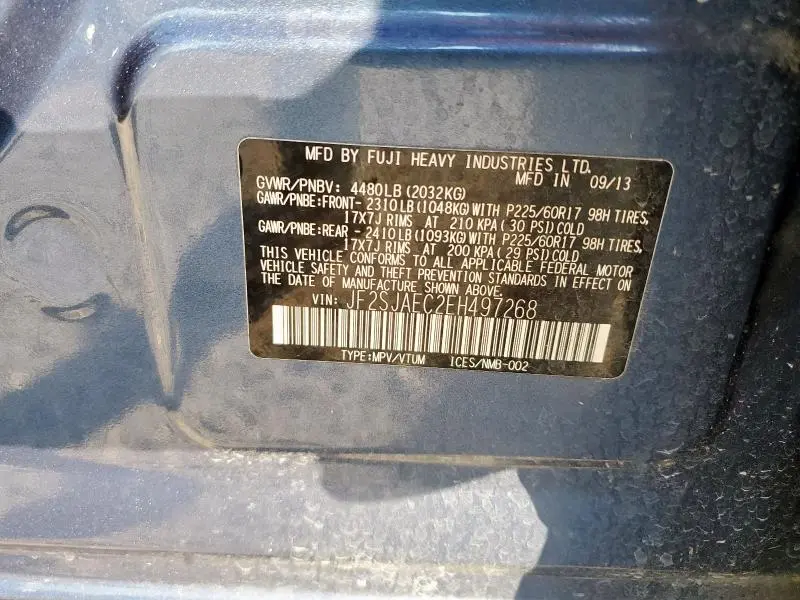 MFD BY FUJI HEAVY INDUSTRIES LTD.
MFD IN 09/13
GVWR/PNBV: 4480LB(2032KG)
GAWR/PNBE:FRONT- 2310LB(1048KG)WITH P225/60R17 98H TIRES,
17X7J RIMS AT 210 KPA(30 PSI)COLD
GAWR/PNBE:REAR - 2410LB(1093KG)WITH P225/60R17 98H TIRES,
17X7J RIMS AT 200 KPA(29 PSI)COLD
THIS VEHICLE CONFORMS TO ALL APPLICABLE FEDERAL MOTOR
VEHICLE SAFETY AND THEFT PREVENTION STANDARDS IN EFFECT ON
THE DATE OF MANUFACTURE SHOWN ABOVE.
VIN: JF2SJAEC2EH497268
TYPE:MPV/VTUM ICES/NMB-002